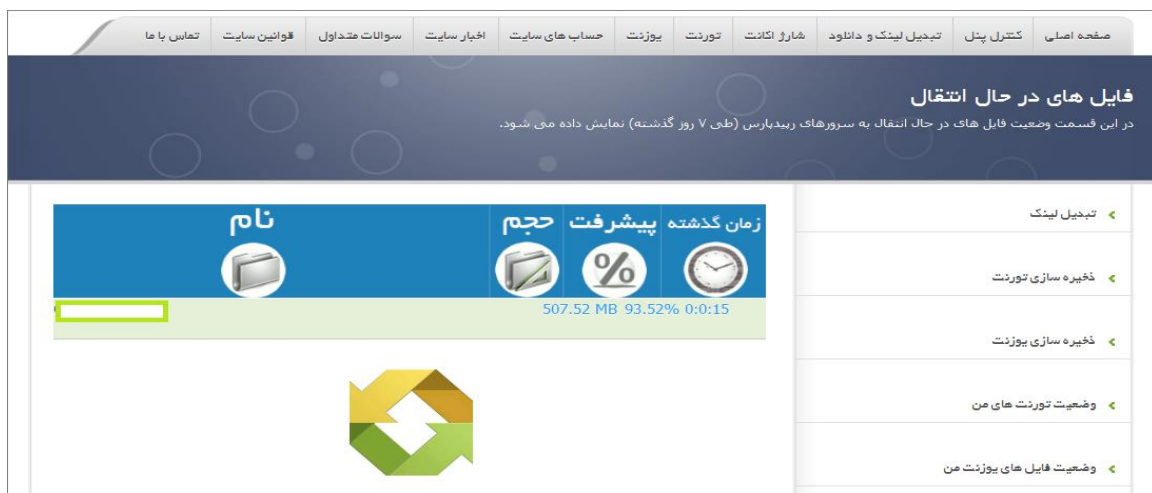 صفحه اصلی کنترل پنل تبدیل لینک و دانلود شارژ اکانت تورنت یوزنت حساب های سایت اخبار سایت سوالات متداول قوانین سایت تماس با ما
فایل های در حال انتقال
در این قسمت وضعیت فایل های در حال انتقال به سرورهای رپیدپارس (طی ۷ روز گذشته) نمایش داده می شود.
زمان گذشته پیشرفت حجم نام
%
0:0:15 93.52% 507.52 MB
تبدیل لینک
ذخیره سازی تورنت
ذخیره سازی یوزنت
وضعیت تورنت های من
وضعیت فایل های یوزنت من